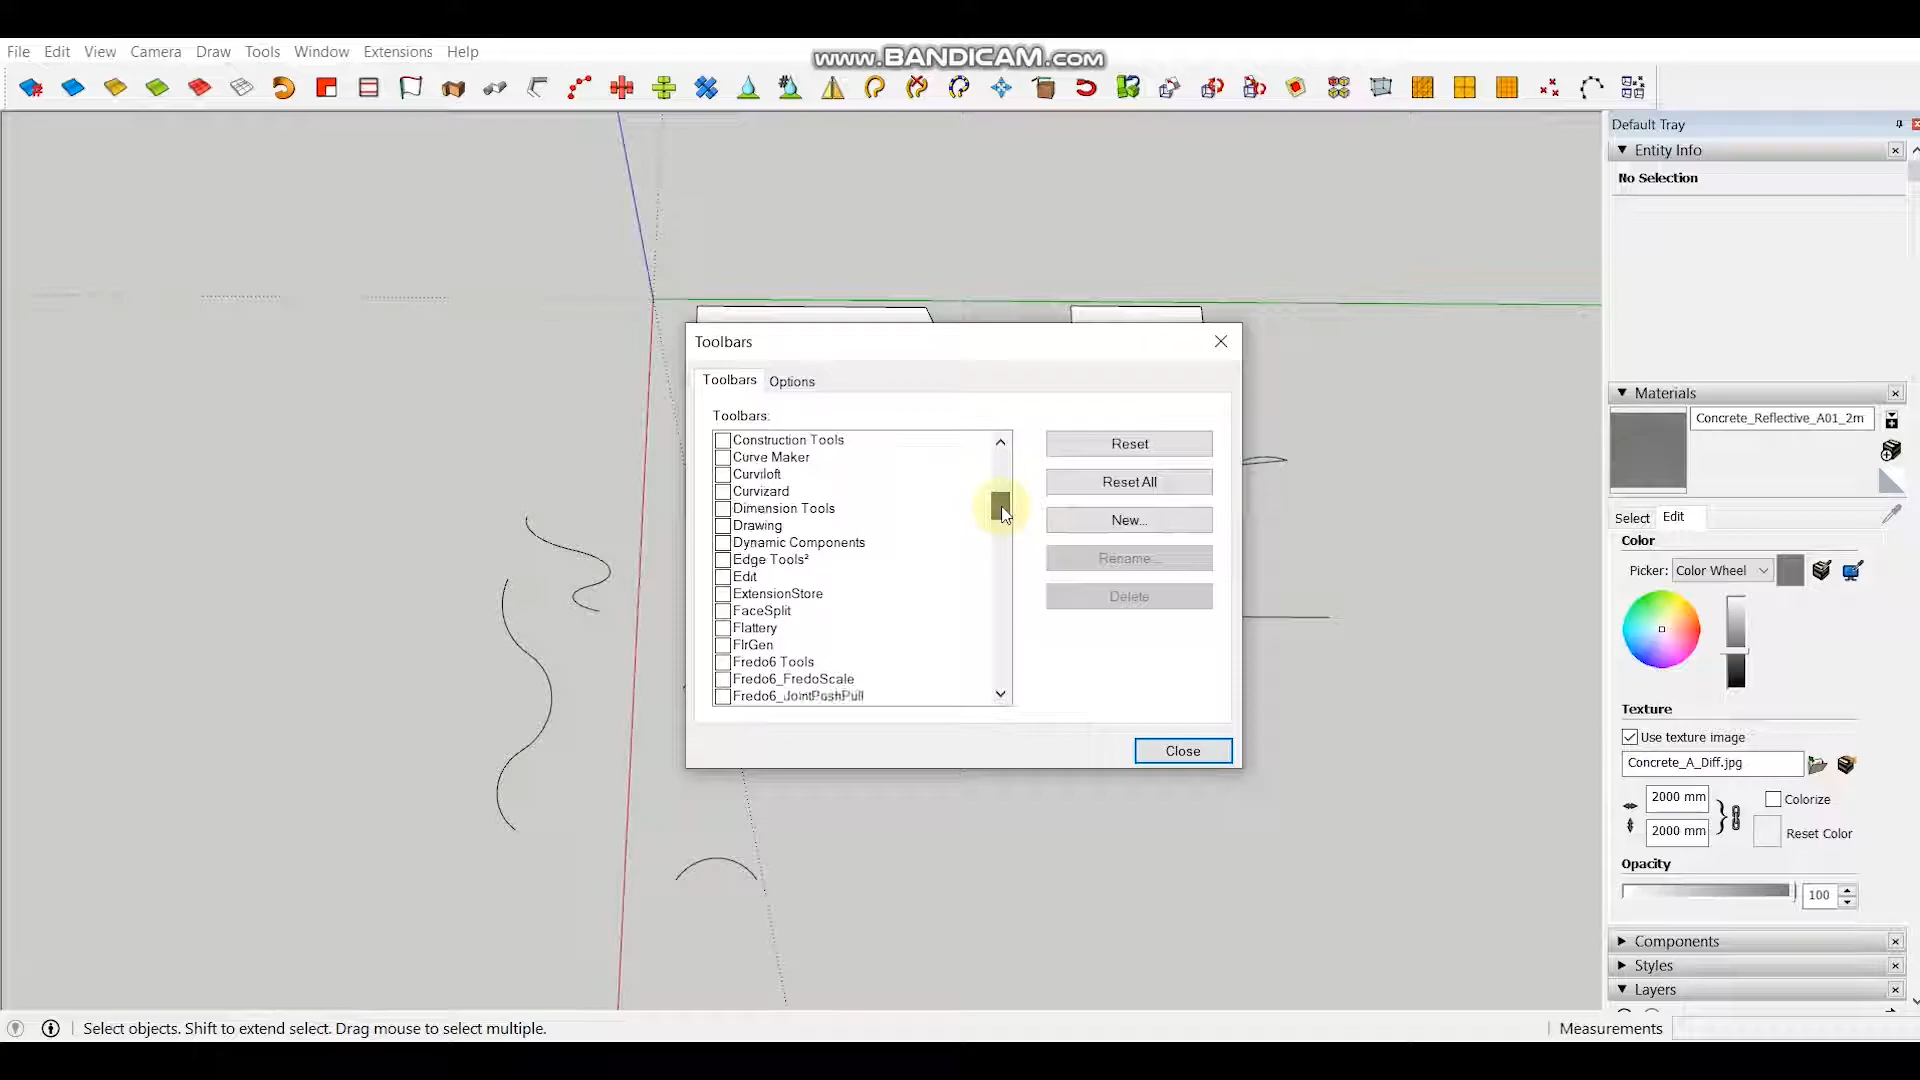 File Edit View Camera Draw Tools Window Extensions Help
www.BANDICAM.com
Default Tray
Entity Info
No Selection
Toolbars
Toolbars Options
Toolbars:
Construction Tools
Curve Maker
Curviloft
Curvizard
Dimension Tools
Drawing
Dynamic Components
Edge Tools²
Edit
ExtensionStore
FaceSplit
Flattery
FlrGen
Fredo6 Tools
Fredo6_FredoScale
Fredo6_JointPushPull
Reset
Reset All
New...
Rename...
Delete
Close
Materials
Concrete_Reflective_A01_2m
Select Edit
Color
Picker: Color Wheel
Texture
Use texture image
Concrete_A_Diff.jpg
2000 mm
Colorize
2000 mm
Reset Color
Opacity
100
Components
Styles
Layers
Select objects. Shift to extend select. Drag mouse to select multiple.
Measurements